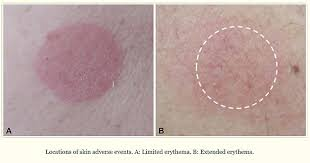 A
B
Locations of skin adverse events. A: Limited erythema. B: Extended erythema.